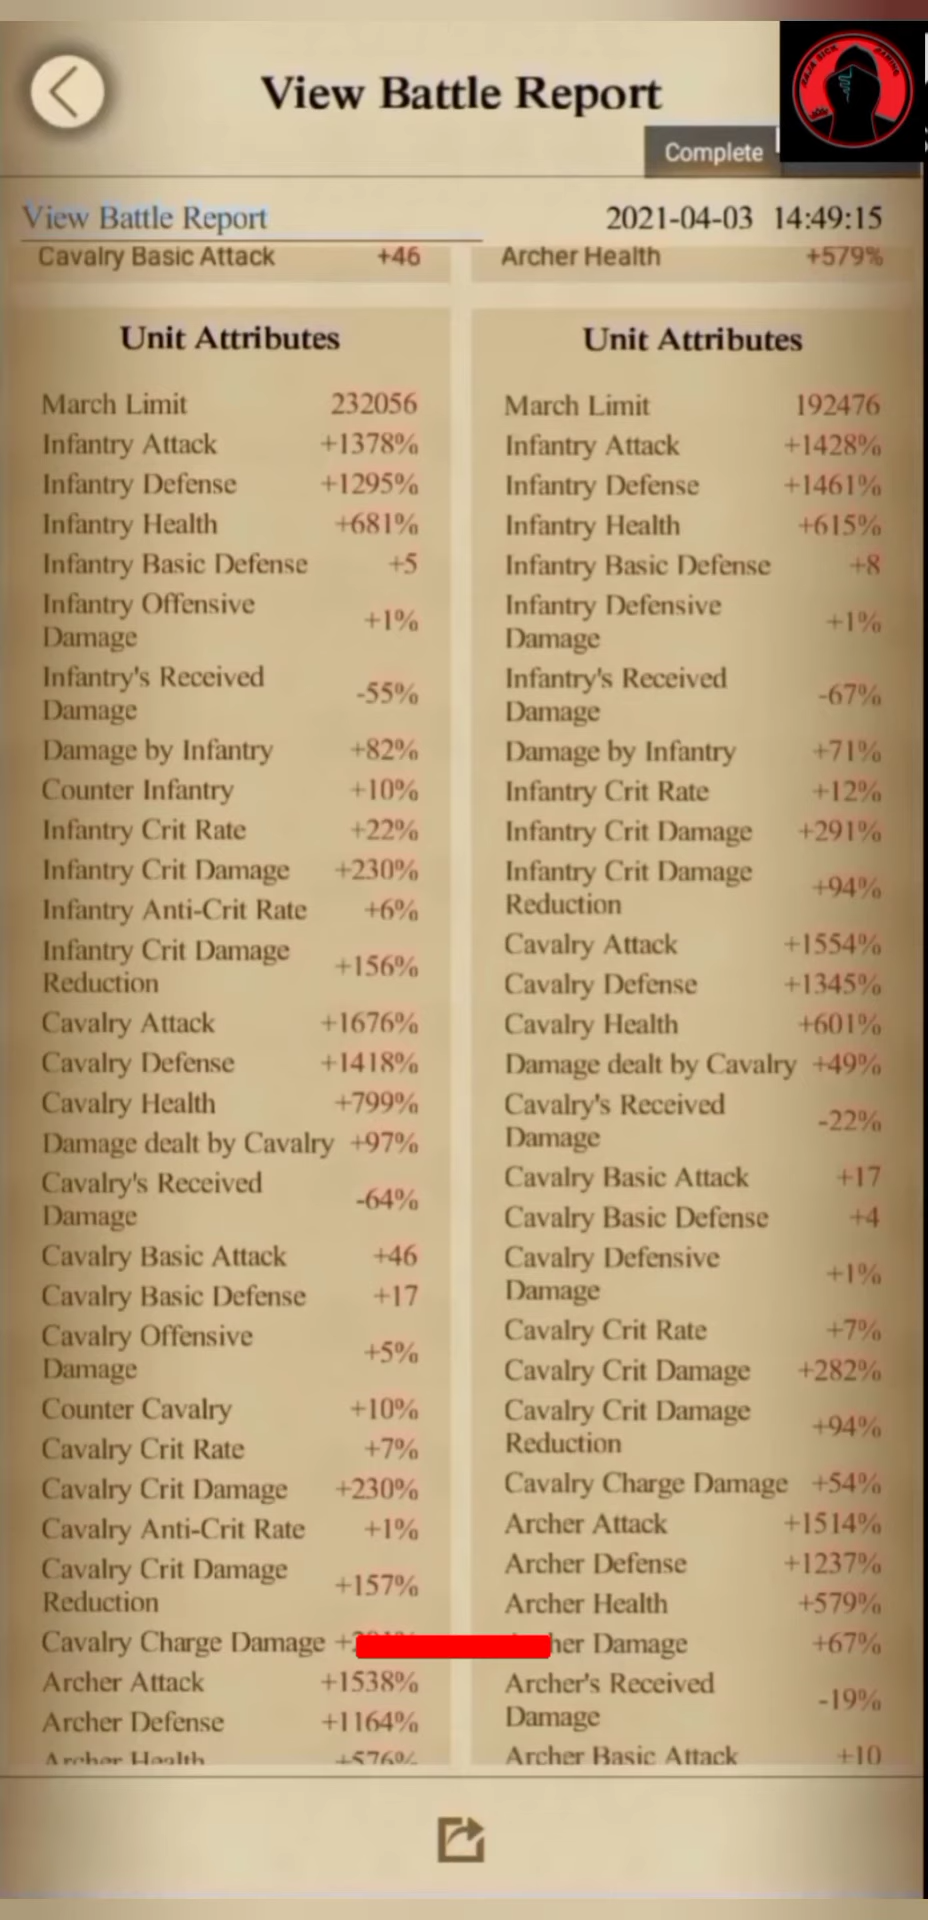 View Battle Report
Complete
View Battle Report
2021-04-03 14:49:15
Cavalry Basic Attack +46
Unit Attributes
March Limit 232056
Infantry Attack +1378%
Infantry Defense +1295%
Infantry Health +681%
Infantry Basic Defense +5
Infantry Offensive
Damage +1%
Infantry's Received
Damage -55%
Damage by Infantry +82%
Counter Infantry +10%
Infantry Crit Rate +22%
Infantry Crit Damage +230%
Infantry Anti-Crit Rate +6%
Infantry Crit Damage
Reduction +156%
Cavalry Attack +1676%
Cavalry Defense +1418%
Cavalry Health +799%
Damage dealt by Cavalry +97%
Cavalry's Received
Damage -64%
Cavalry Basic Attack +46
Cavalry Basic Defense +17
Cavalry Offensive
Damage +5%
Counter Cavalry +10%
Cavalry Crit Rate +7%
Cavalry Crit Damage +230%
Cavalry Anti-Crit Rate +1%
Cavalry Crit Damage
Reduction +157%
Cavalry Charge Damage
Archer Attack +1538%
Archer Defense +1164%
Archer Health +576%
Archer Health +579%
Unit Attributes
March Limit 192476
Infantry Attack +1428%
Infantry Defense +1461%
Infantry Health +615%
Infantry Basic Defense +8
Infantry Defensive
Damage +1%
Infantry's Received
Damage -67%
Damage by Infantry +71%
Infantry Crit Rate +12%
Infantry Crit Damage +291%
Infantry Crit Damage
Reduction +94%
Cavalry Attack +1554%
Cavalry Defense +1345%
Cavalry Health +601%
Damage dealt by Cavalry +49%
Cavalry's Received
Damage -22%
Cavalry Basic Attack +17
Cavalry Basic Defense +4
Cavalry Defensive
Damage +1%
Cavalry Crit Rate +7%
Cavalry Crit Damage +282%
Cavalry Crit Damage
Reduction +94%
Cavalry Charge Damage +54%
Archer Attack +1514%
Archer Defense +1237%
Archer Health +579%
Damage +67%
Archer's Received
Damage -19%
Archer Basic Attack +10